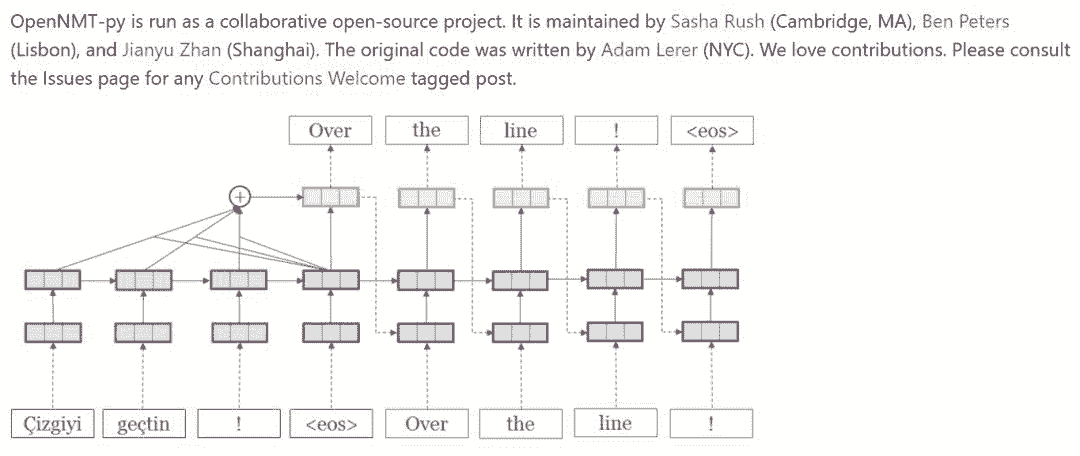 OpenNMT-py is run as a collaborative open-source project. It is maintained by Sasha Rush (Cambridge, MA), Ben Peters
(Lisbon), and Jianyu Zhan (Shanghai). The original code was written by Adam Lerer (NYC). We love contributions. Please consult
the Issues page for any Contributions Welcome tagged post.
Over the line ! <eos>
+
Çizgiyi geçtin ! <eos> Over the line !